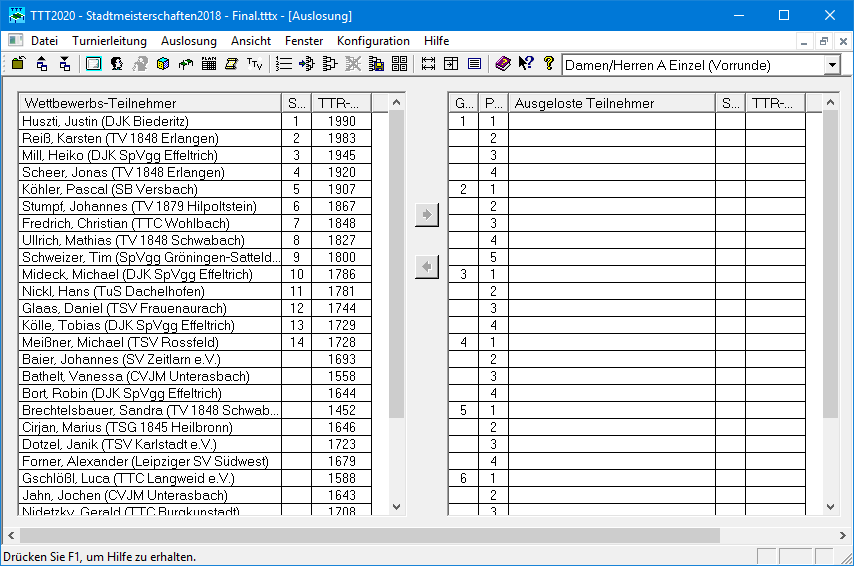 TTT2020 - Stadtmeisterschaften2018 - Final.tttx - [Auslosung]
Datei Turnierleitung Auslosung Ansicht Fenster Konfiguration Hilfe
Damen/Herren A Einzel (Vorrunde)
Wettbewerbs-Teilnehmer S... TTR-...
Huszti, Justin (DJK Biederitz) 1 1990
Reiß, Karsten (TV 1848 Erlangen) 2 1983
Mill, Heiko (DJK SpVgg Effeltrich) 3 1945
Scheer, Jonas (TV 1848 Erlangen) 4 1920
Köhler, Pascal (SB Versbach) 5 1907
Stumpf, Johannes (TV 1879 Hilpoltstein) 6 1867
Fredrich, Christian (TTC Wohlbach) 7 1848
Ullrich, Mathias (TV 1848 Schwabach) 8 1827
Schweizer, Tim (SpVgg Gröningen-Satteld... 9 1800
Mideck, Michael (DJK SpVgg Effeltrich) 10 1786
Nickl, Hans (TuS Dachelhofen) 11 1781
Glaas, Daniel (TSV Frauenaurach) 12 1744
Kölle, Tobias (DJK SpVgg Effeltrich) 13 1729
Meißner, Michael (TSV Rossfeld) 14 1728
Baier, Johannes (SV Zeitlarn e.V.) 1693
Bathelt, Vanessa (CVJM Unterasbach) 1558
Bort, Robin (DJK SpVgg Effeltrich) 1644
Brechtelsbauer, Sandra (TV 1848 Schwab... 1452
Cirjan, Marius (TSG 1845 Heilbronn) 1646
Dotzel, Janik (TSV Karlstadt e.V.) 1723
Forner, Alexander (Leipziger SV Südwest) 1679
Gschlößl, Luca (TTC Langweid e.V.) 1588
Jahn, Jochen (CVJM Unterasbach) 1643
Nidetzky, Gerald (TTC Burgkunstadt) 1708
G... P... Ausgeloste Teilnehmer S... TTR-...
1 1
2
3
4
2 1
2
3
4
5
3 1
2
3
4
4 1
2
3
4
5 1
2
3
4
6 1
2
3
Drücken Sie F1, um Hilfe zu erhalten.